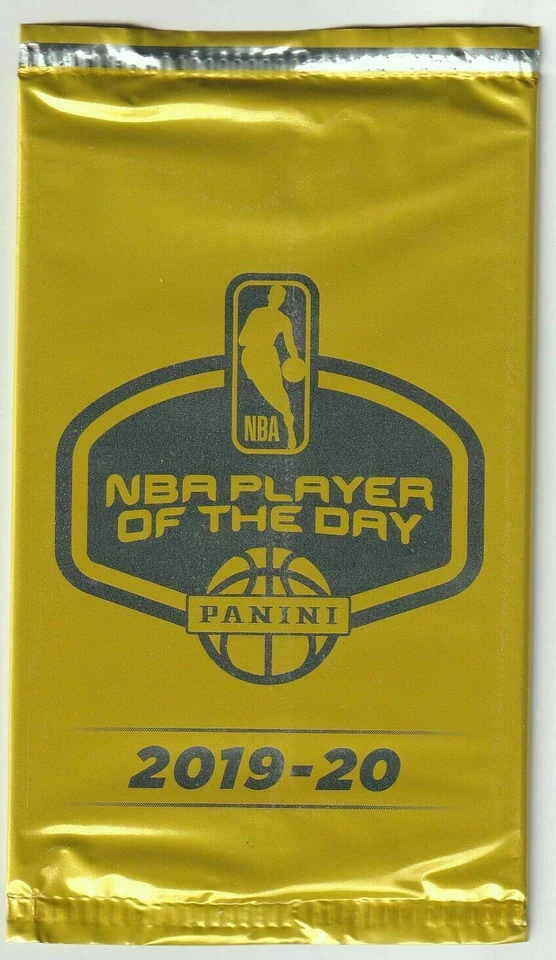 NBA
NBA PLAYER
OF THE DAY
PANINI
2019-20